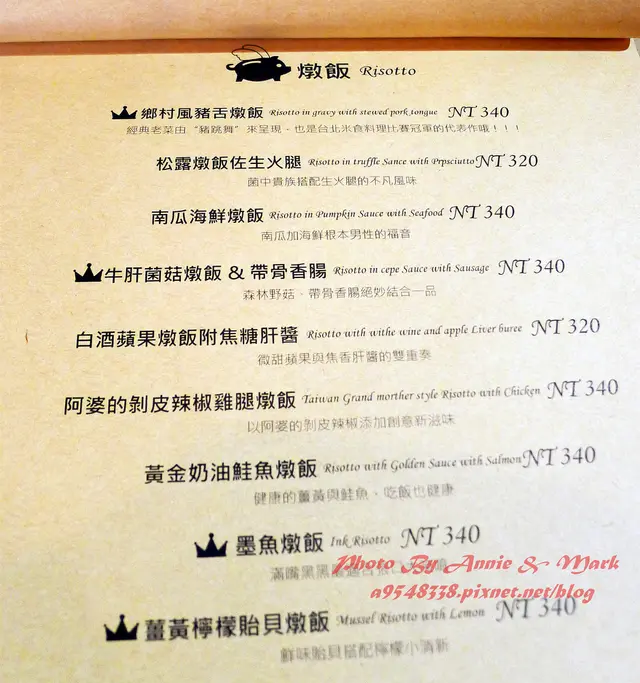 燉飯 Risotto
鄉村風豬舌燉飯 Risotto in gravy with stewed pork tongue NT 340
經典老菜由“豬跳舞”來呈現，也是台北米食料理比賽冠軍的代表作哦！！！
松露燉飯佐生火腿 Risotto in truffle Sance with Prpsciutto NT 320
菌中貴族搭配生火腿的不凡風味
南瓜海鮮燉飯 Risotto in Pumpkin Sauce with Seafood NT 340
南瓜加海鮮根本男性的福音
牛肝菌菇燉飯 & 帶骨香腸 Risotto in cepe Sauce with Sausage NT 340
森林野菇、帶骨香腸絕妙結合一品
白酒蘋果燉飯附焦糖肝醬 Risotto with withe wine and apple Liver buree NT 320
微甜蘋果與焦香肝醬的雙重奏
阿婆的剝皮辣椒雞腿燉飯 Taiwan Grand morther style Risotto with Chicken NT 340
以阿婆的剝皮辣椒添加創意新滋味
黃金奶油鮭魚燉飯 Risotto with Golden Sauce with Salmon NT 340
健康的薑黃與鮭魚、吃飯也健康
墨魚燉飯 Ink Risotto NT 340
滿嘴黑黑
Photo By Annie & Mark
a9548338.pixnet.net/blog
薑黃檸檬貽貝燉飯 Mussel Risotto with Lemon NT 340
鮮味貽貝搭配檸檬小清新